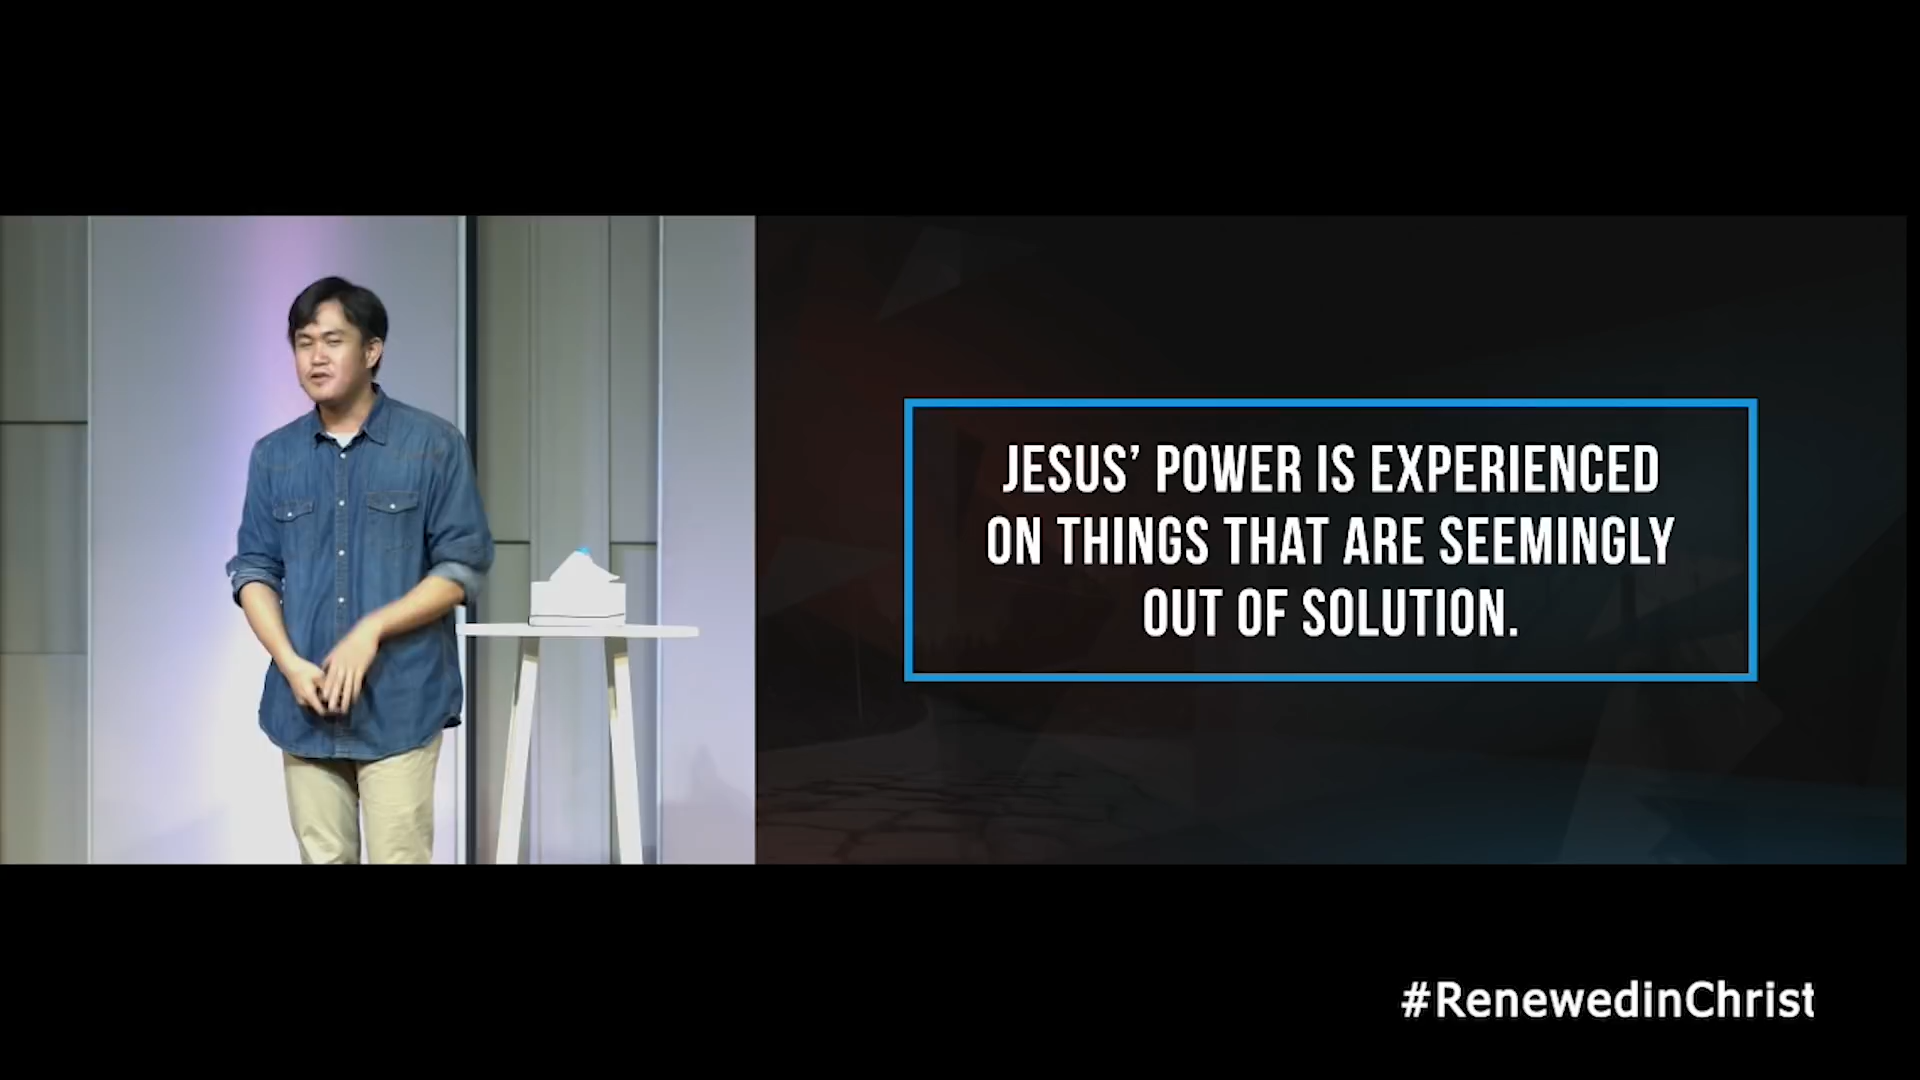 JESUS’ POWER IS EXPERIENCED
ON THINGS THAT ARE SEEMINGLY
OUT OF SOLUTION.
#RenewedinChrist